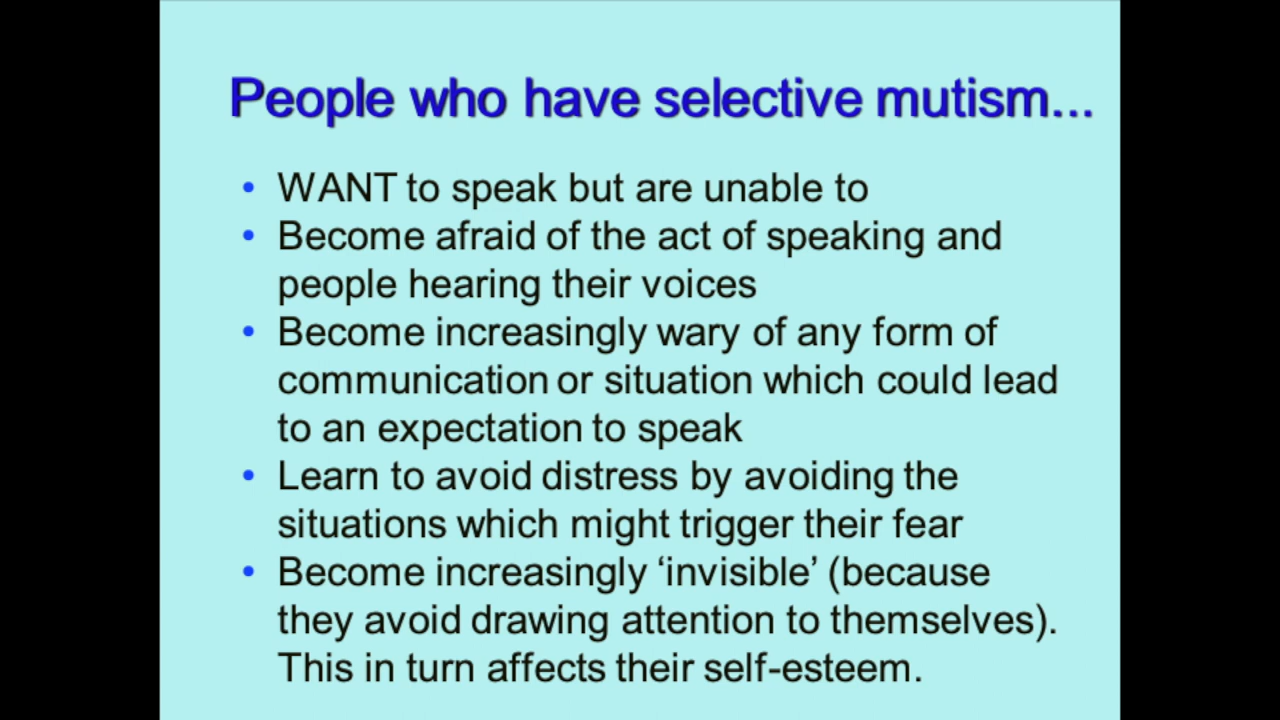 People who have selective mutism...
• WANT to speak but are unable to
• Become afraid of the act of speaking and
people hearing their voices
• Become increasingly wary of any form of
communication or situation which could lead
to an expectation to speak
• Learn to avoid distress by avoiding the
situations which might trigger their fear
• Become increasingly ‘invisible’ (because
they avoid drawing attention to themselves).
This in turn affects their self-esteem.